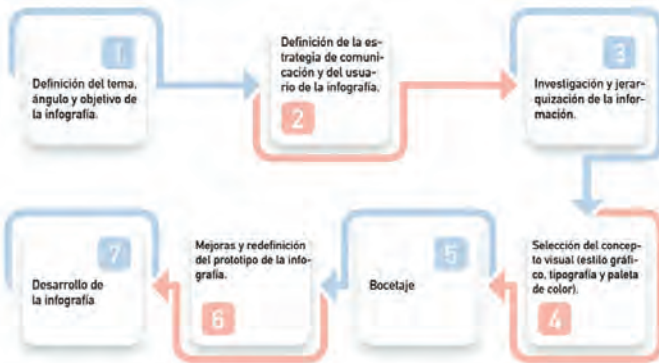 1
Definición del tema,
ángulo y objetivo de
la infografía.
Definición de la es-
trategia de comuni-
cación y del usua-
rio de la infografía.
2
3
Investigación y jerar-
quización de la infor-
mación.
Selección del concep-
to visual (estilo gráfi-
co, tipografía y paleta
de color).
4
5
Bocetaje
Mejoras y redefinición
del prototipo de la info-
grafía.
6
7
Desarrollo de
la infografía